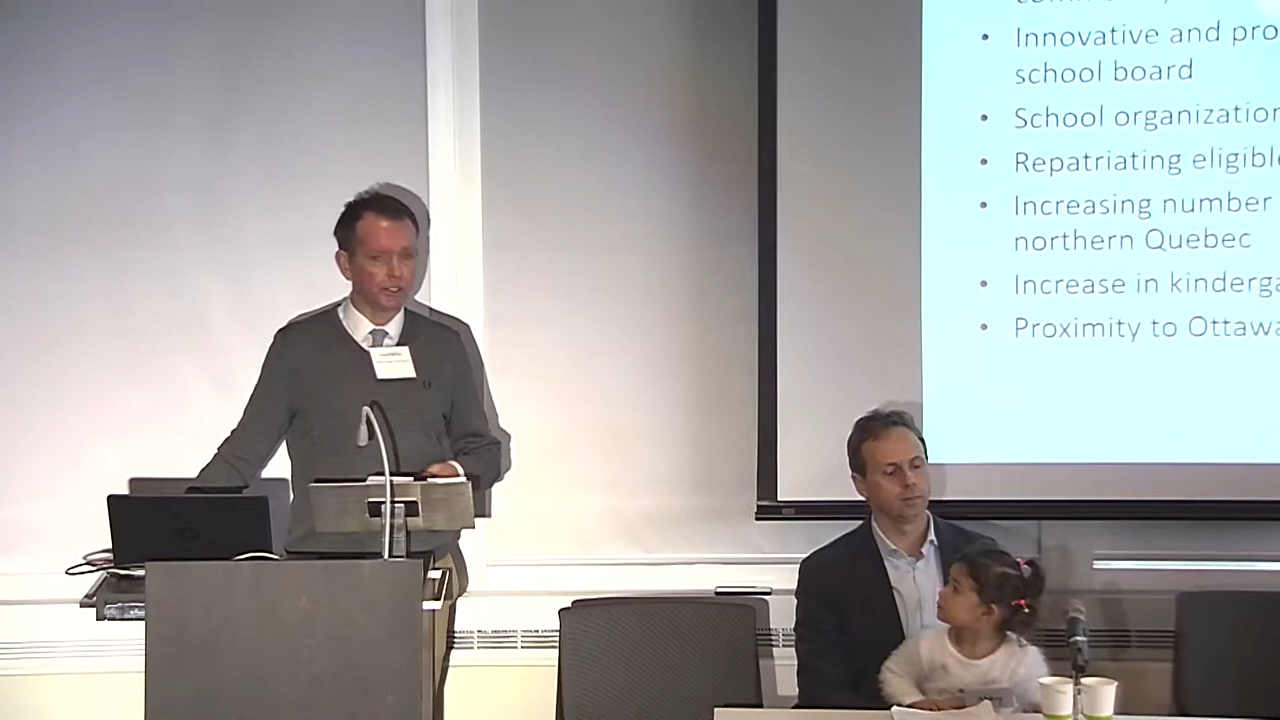 • Innovative and pro
school board
• School organization
• Repatriating eligible
• Increasing number
northern Quebec
• Increase in kinderga
• Proximity to Ottawa